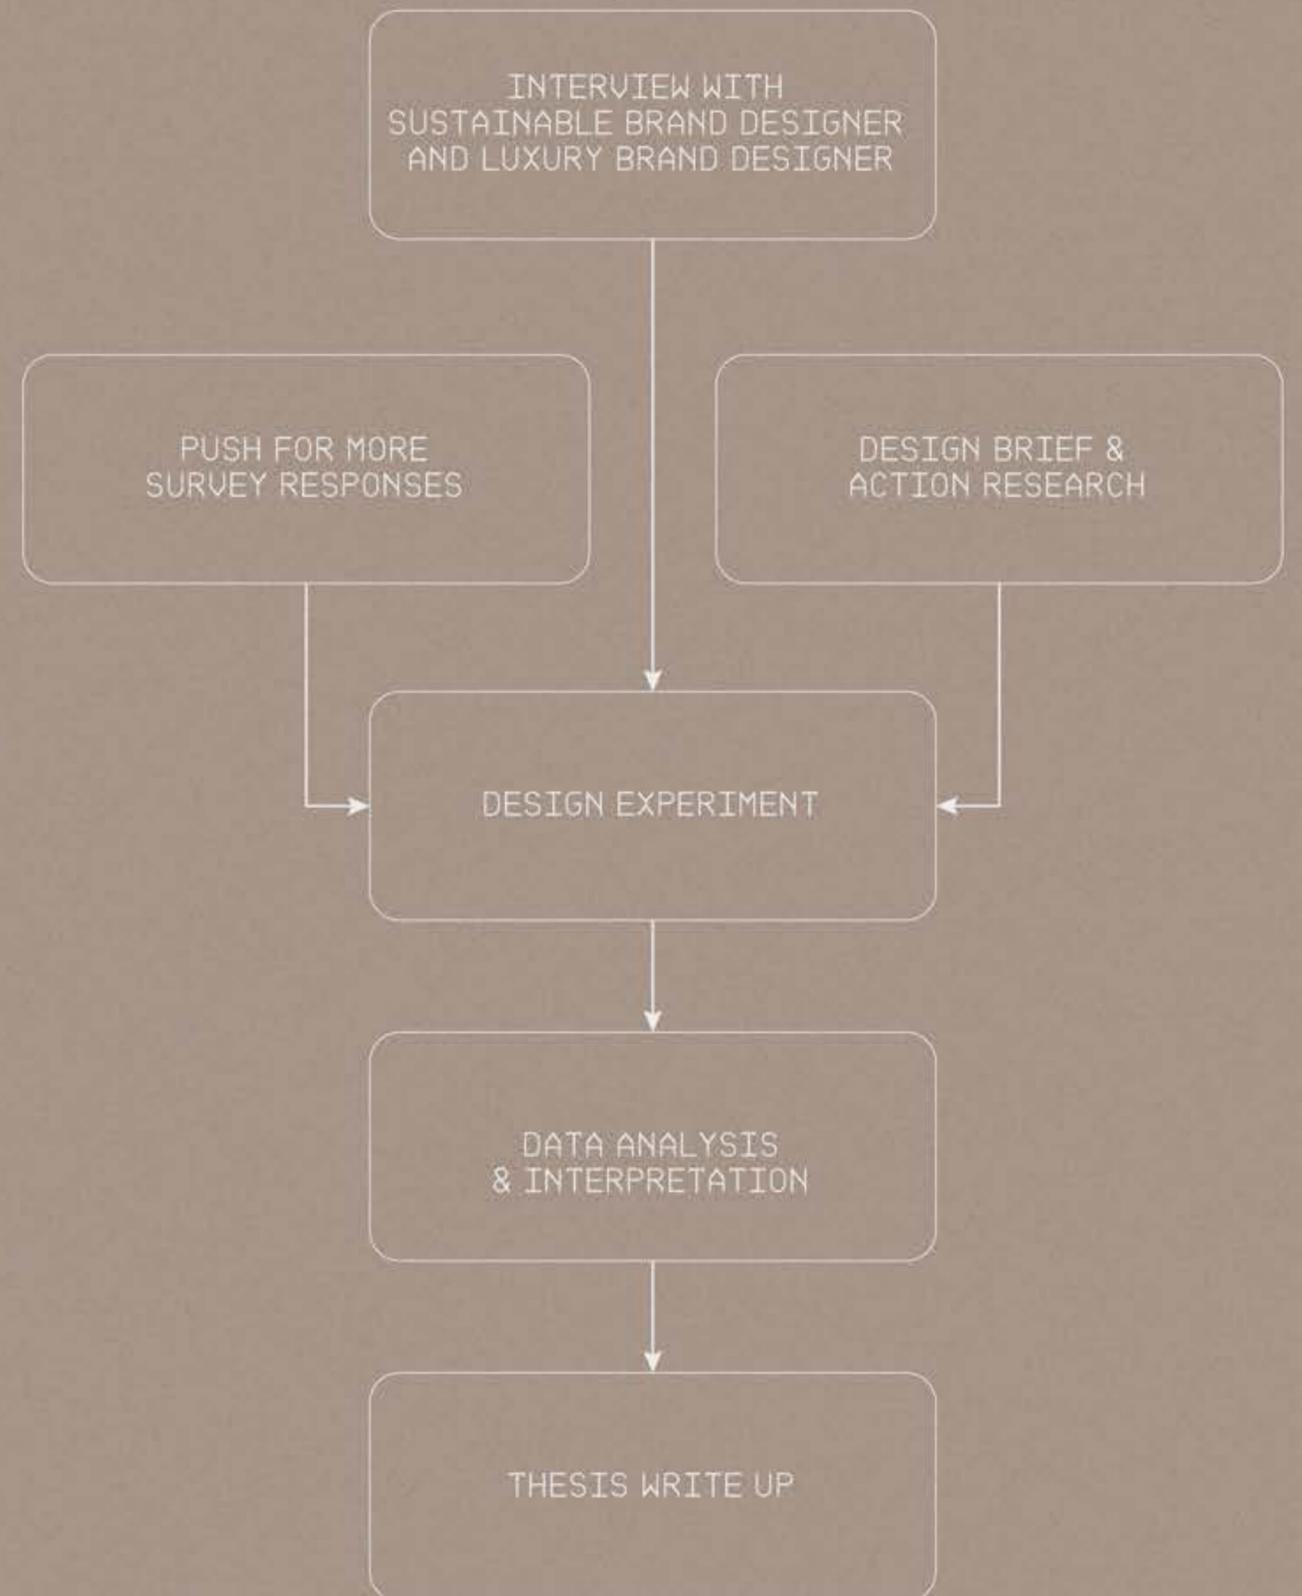 INTERVIEW WITH
SUSTAINABLE BRAND DESIGNER
AND LUXURY BRAND DESIGNER
PUSH FOR MORE
SURVEY RESPONSES
DESIGN BRIEF &
ACTION RESEARCH
DESIGN EXPERIMENT
DATA ANALYSIS
& INTERPRETATION
THESIS WRITE UP